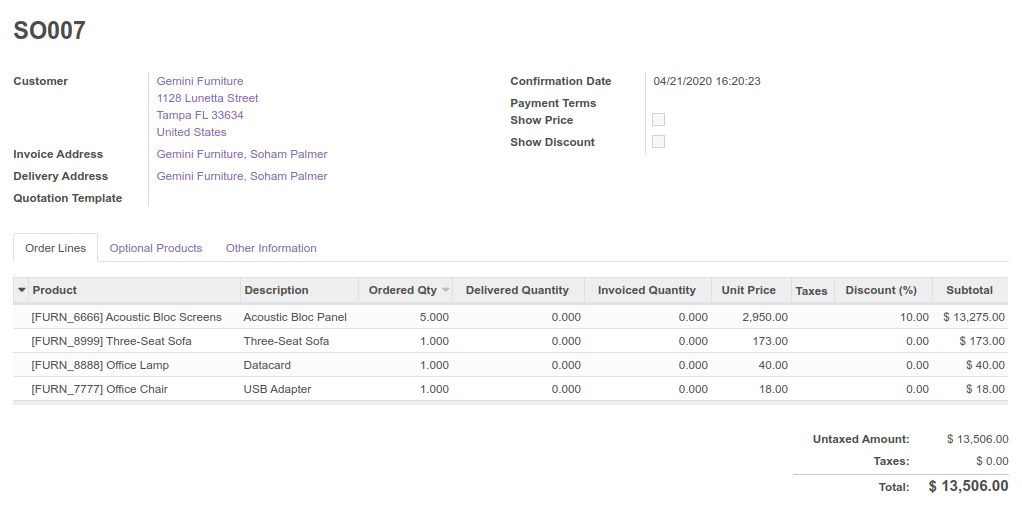 SO007
Customer
Gemini Furniture
1128 Lunetta Street
Tampa FL 33634
United States
Invoice Address Gemini Furniture, Soham Palmer
Delivery Address Gemini Furniture, Soham Palmer
Quotation Template
Confirmation Date 04/21/2020 16:20:23
Payment Terms
Show Price
Show Discount
Order Lines Optional Products Other Information
Product Description Ordered Qty Delivered Quantity Invoiced Quantity Unit Price Taxes Discount (%) Subtotal
[FURN_6666] Acoustic Bloc Screens Acoustic Bloc Panel 5.000 0.000 0.000 2,950.00 10.00 $ 13,275.00
[FURN_8999] Three-Seat Sofa Three-Seat Sofa 1.000 0.000 0.000 173.00 0.00 $ 173.00
[FURN_8888] Office Lamp Datacard 1.000 0.000 0.000 40.00 0.00 $ 40.00
[FURN_7777] Office Chair USB Adapter 1.000 0.000 0.000 18.00 0.00 $ 18.00
Untaxed Amount: $ 13,506.00
Taxes: $ 0.00
Total: $ 13,506.00